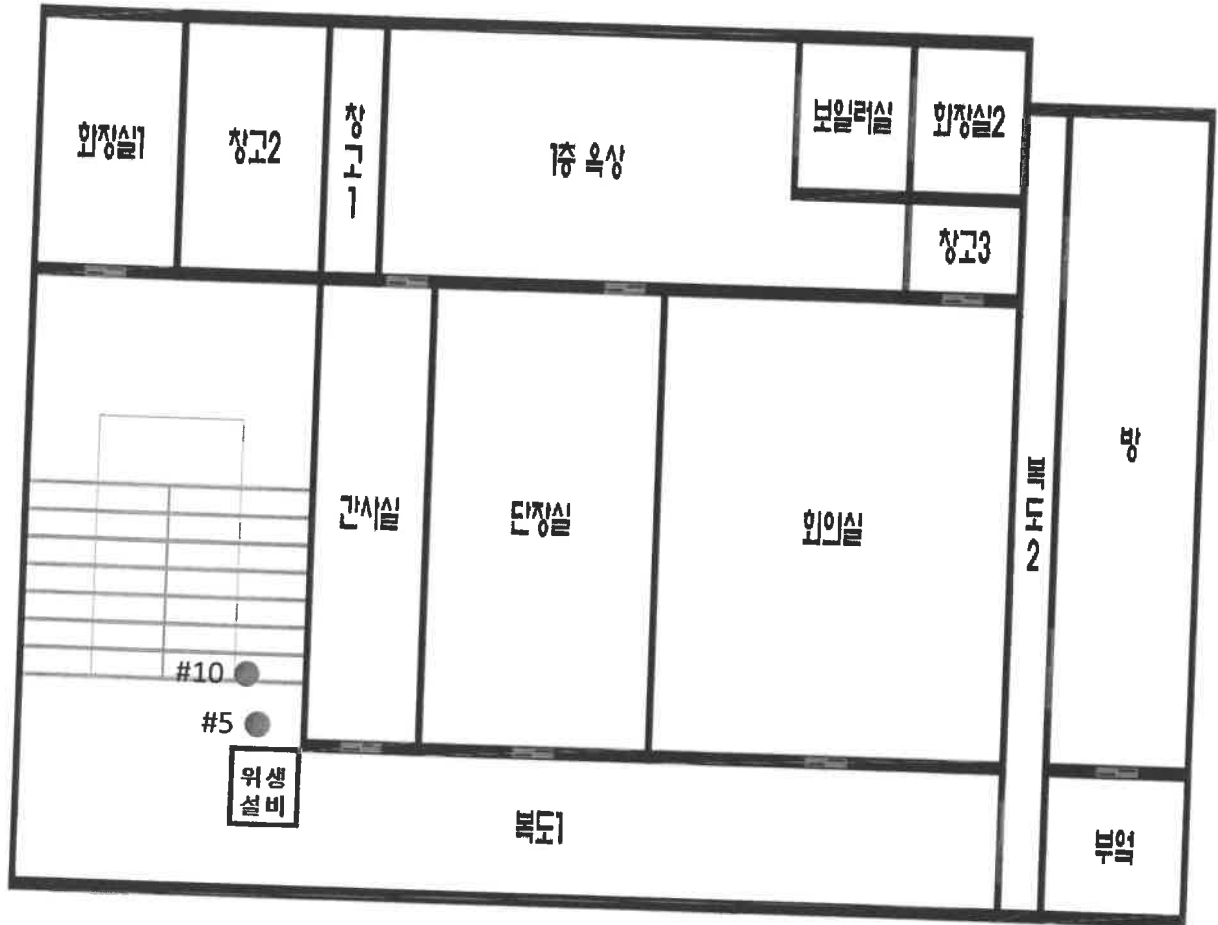 화장실1
창고2
창고1
1층 옥상
보일러실
화장실2
창고3
간사실
단장실
회의실
복도2
방
#10
#5
위생
설비
복도1
부엌